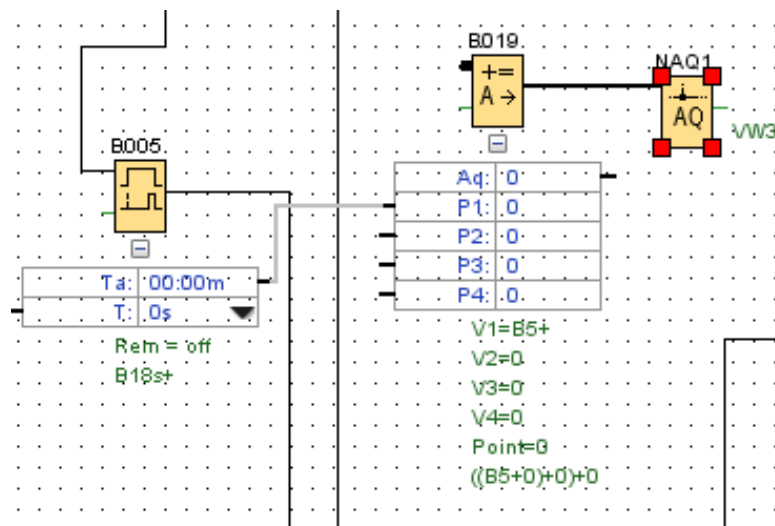 B019
+=
A→
NAQ1
AQ
VW3
B005
Aq: 0
P1: 0
P2: 0
P3: 0
P4: 0
Ta: 00:00m
T: 0s
Rem = off
B18s+
V1=B5+
V2=0
V3=0
V4=0
Point=0
((B5+0)+0)+0